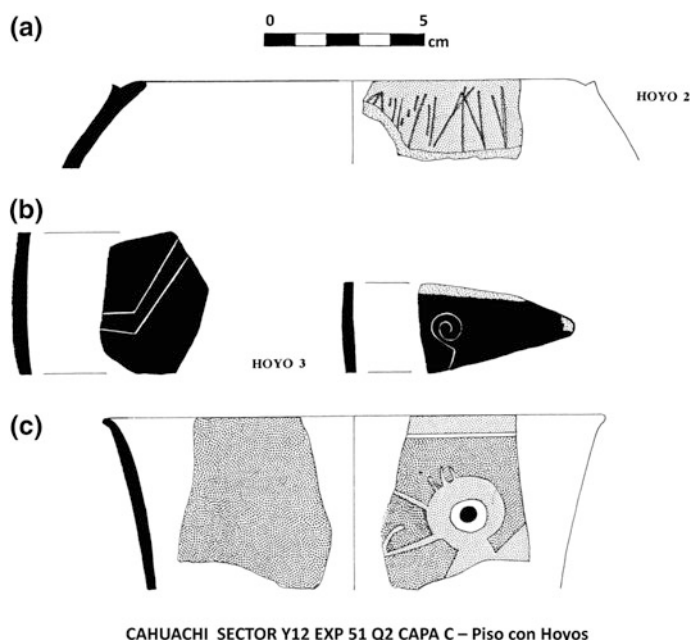 (a)
0 5
cm
HOYO 2
(b)
HOYO 3
(c)
CAHUACHI SECTOR Y12 EXP 51 Q2 CAPA C – Piso con Hoyos